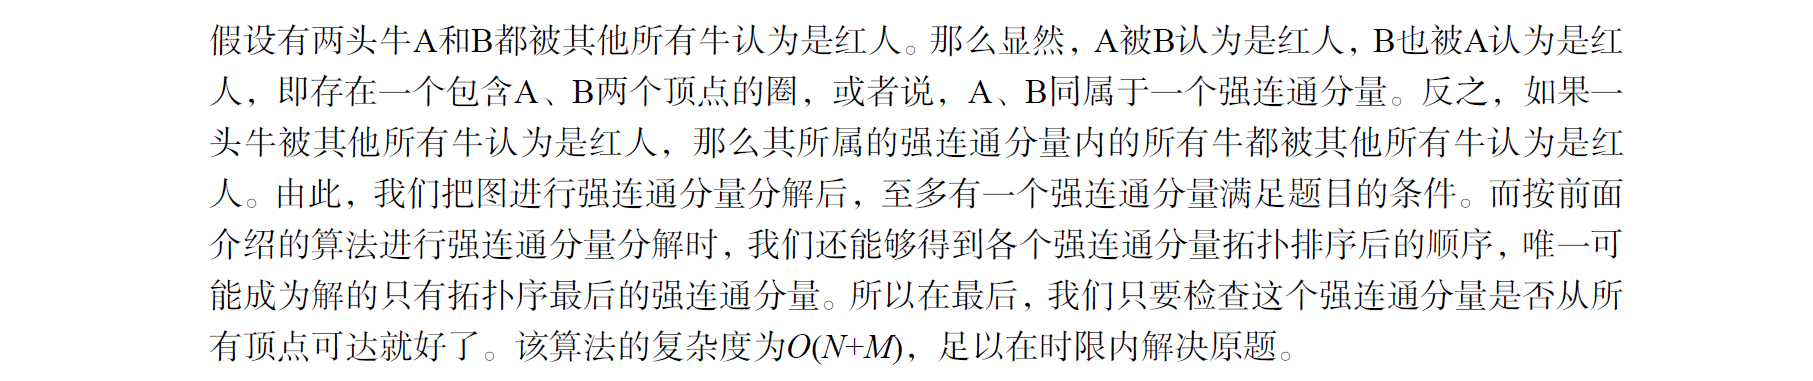 假设有两头牛A和B都被其他所有牛认为是红人。那么显然，A被B认为是红人，B也被A认为是红
人，即存在一个包含A、B两个顶点的圈，或者说，A、B同属于一个强连通分量。反之，如果一
头牛被其他所有牛认为是红人，那么其所属的强连通分量内的所有牛都被其他所有牛认为是红
人。由此，我们把图进行强连通分量分解后，至多有一个强连通分量满足题目的条件。而按前面
介绍的算法进行强连通分量分解时，我们还能够得到各个强连通分量拓扑排序后的顺序，唯一可
能成为解的只有拓扑序最后的强连通分量。所以在最后，我们只要检查这个强连通分量是否从所
有顶点可达就好了。该算法的复杂度为O(N+M)，足以在时限内解决原题。